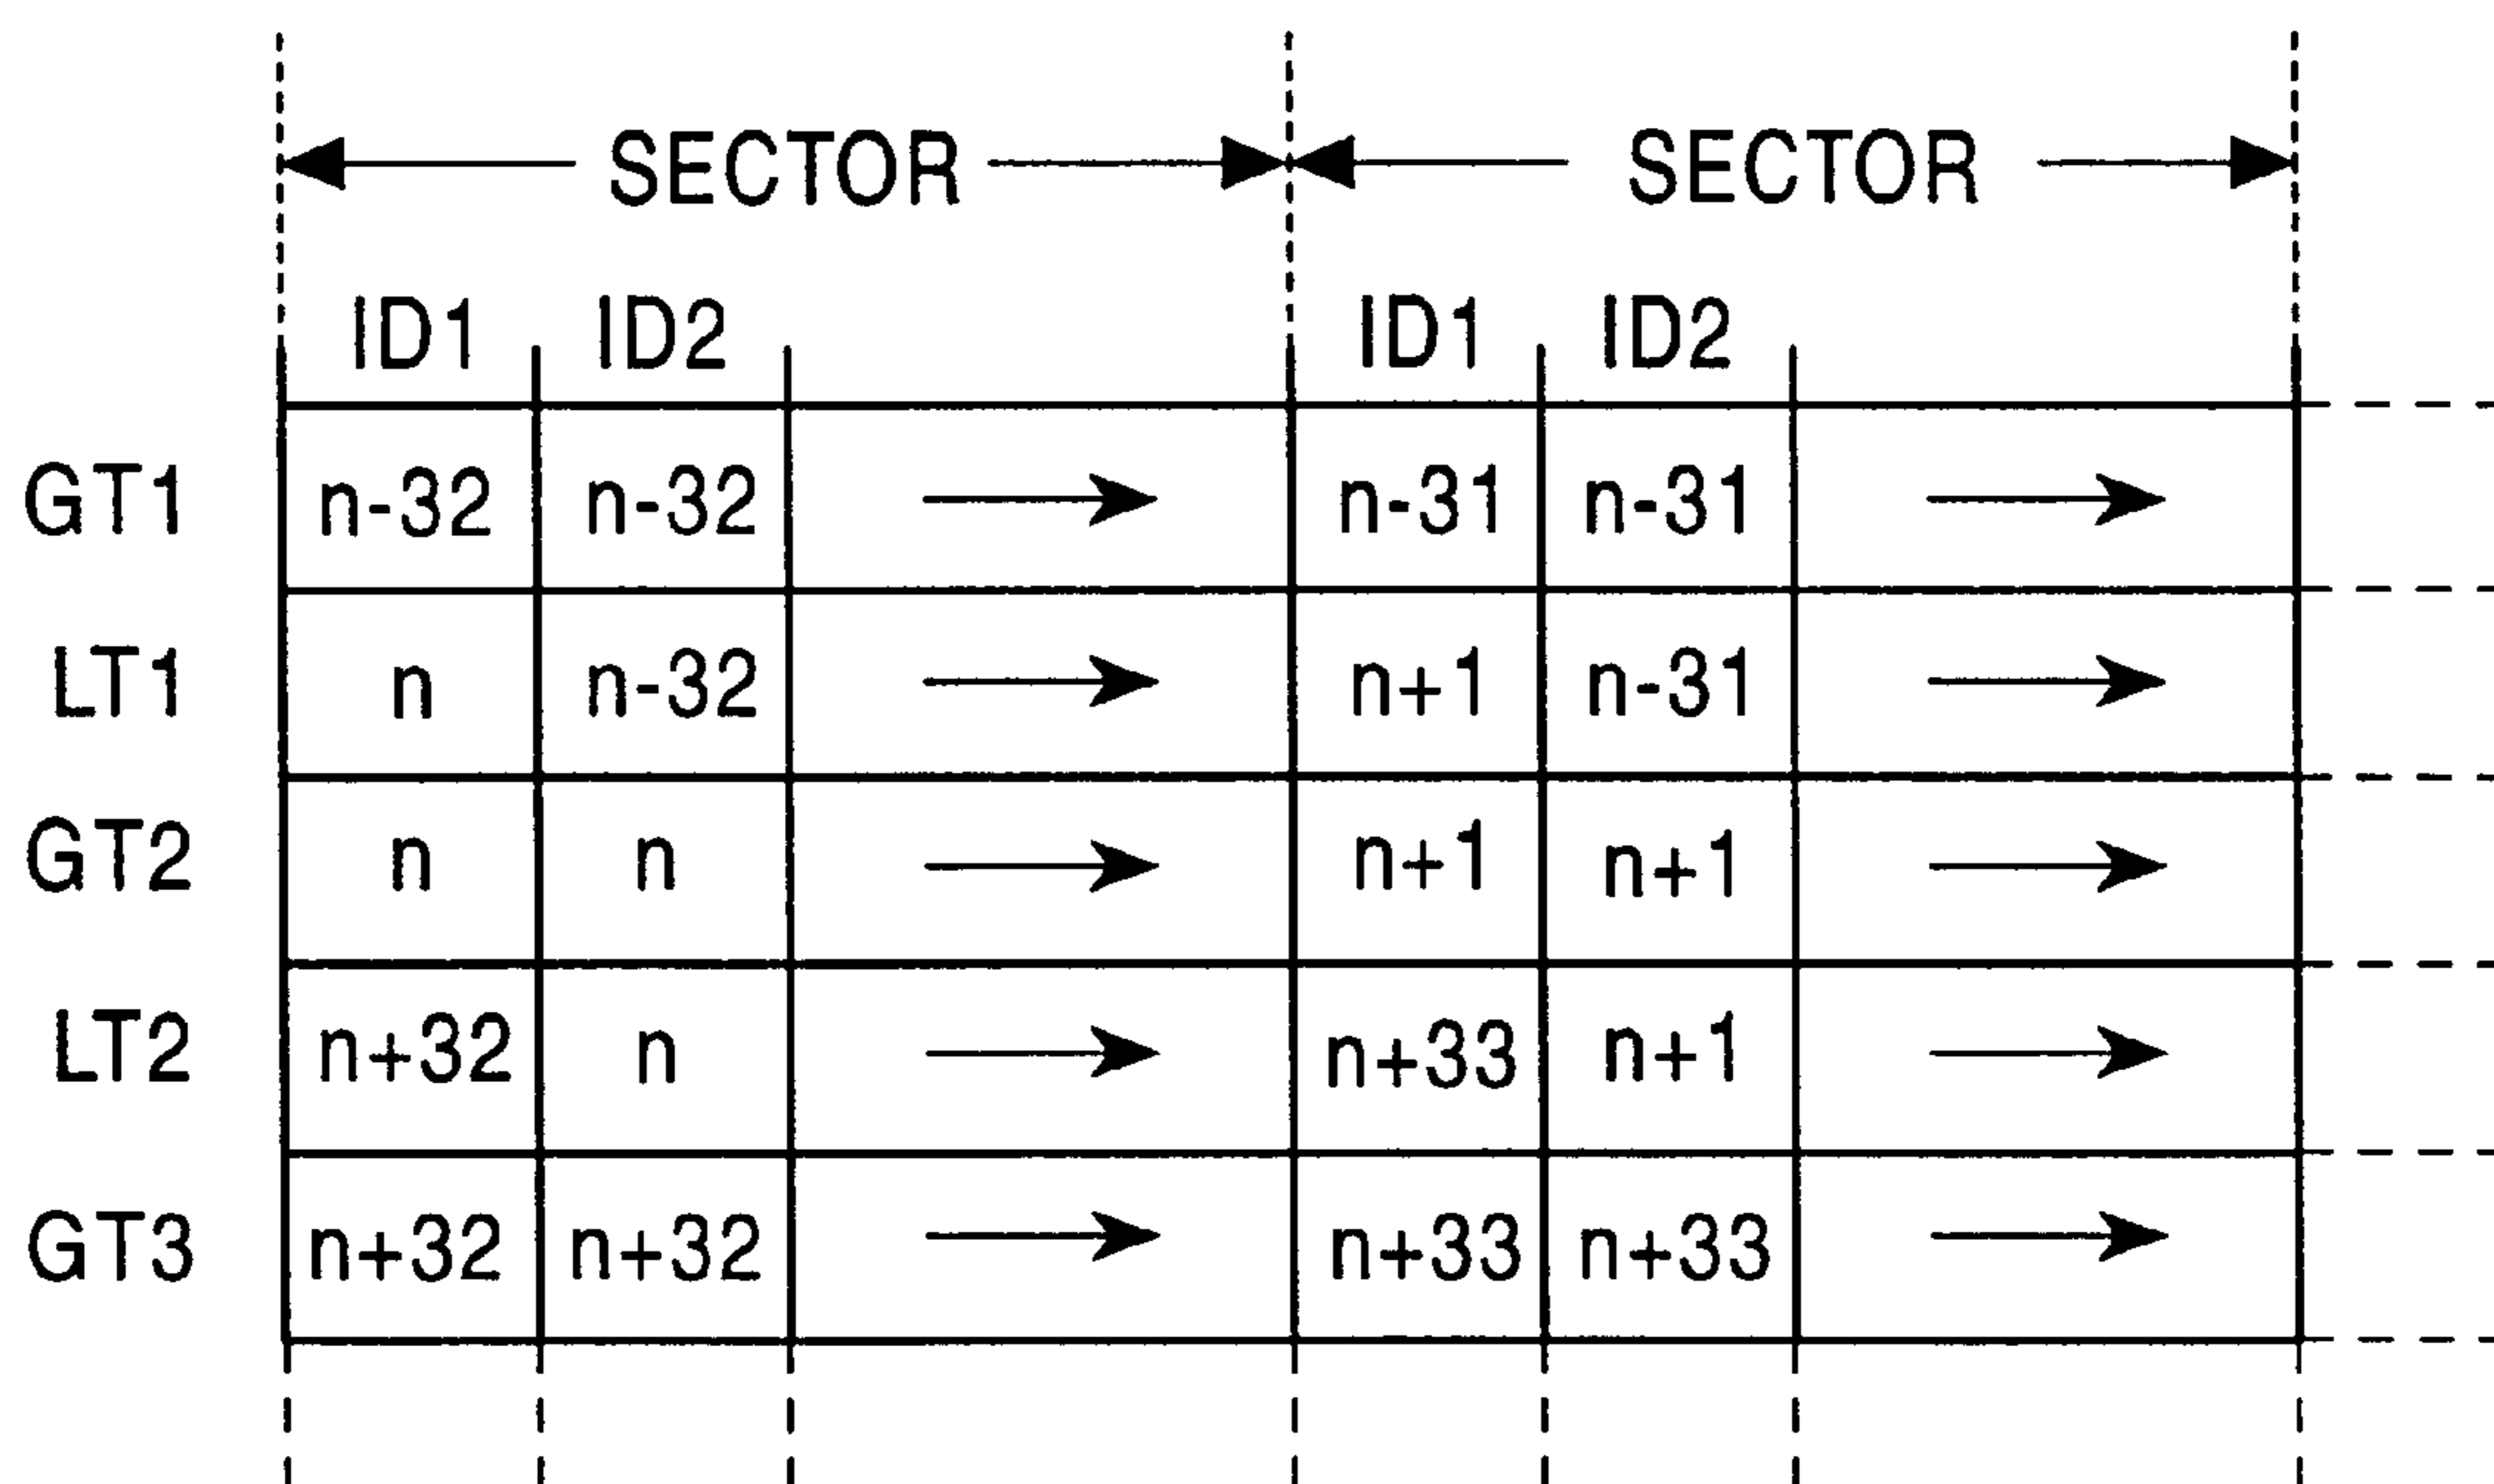 SECTOR SECTOR
ID1 ID2 ID1 ID2
GT1 n-32 n-32 n-31 n-31
LT1 n n-32 n+1 n-31
GT2 n n n+1 n+1
LT2 n+32 n n+33 n+1
GT3 n+32 n+32 n+33 n+33